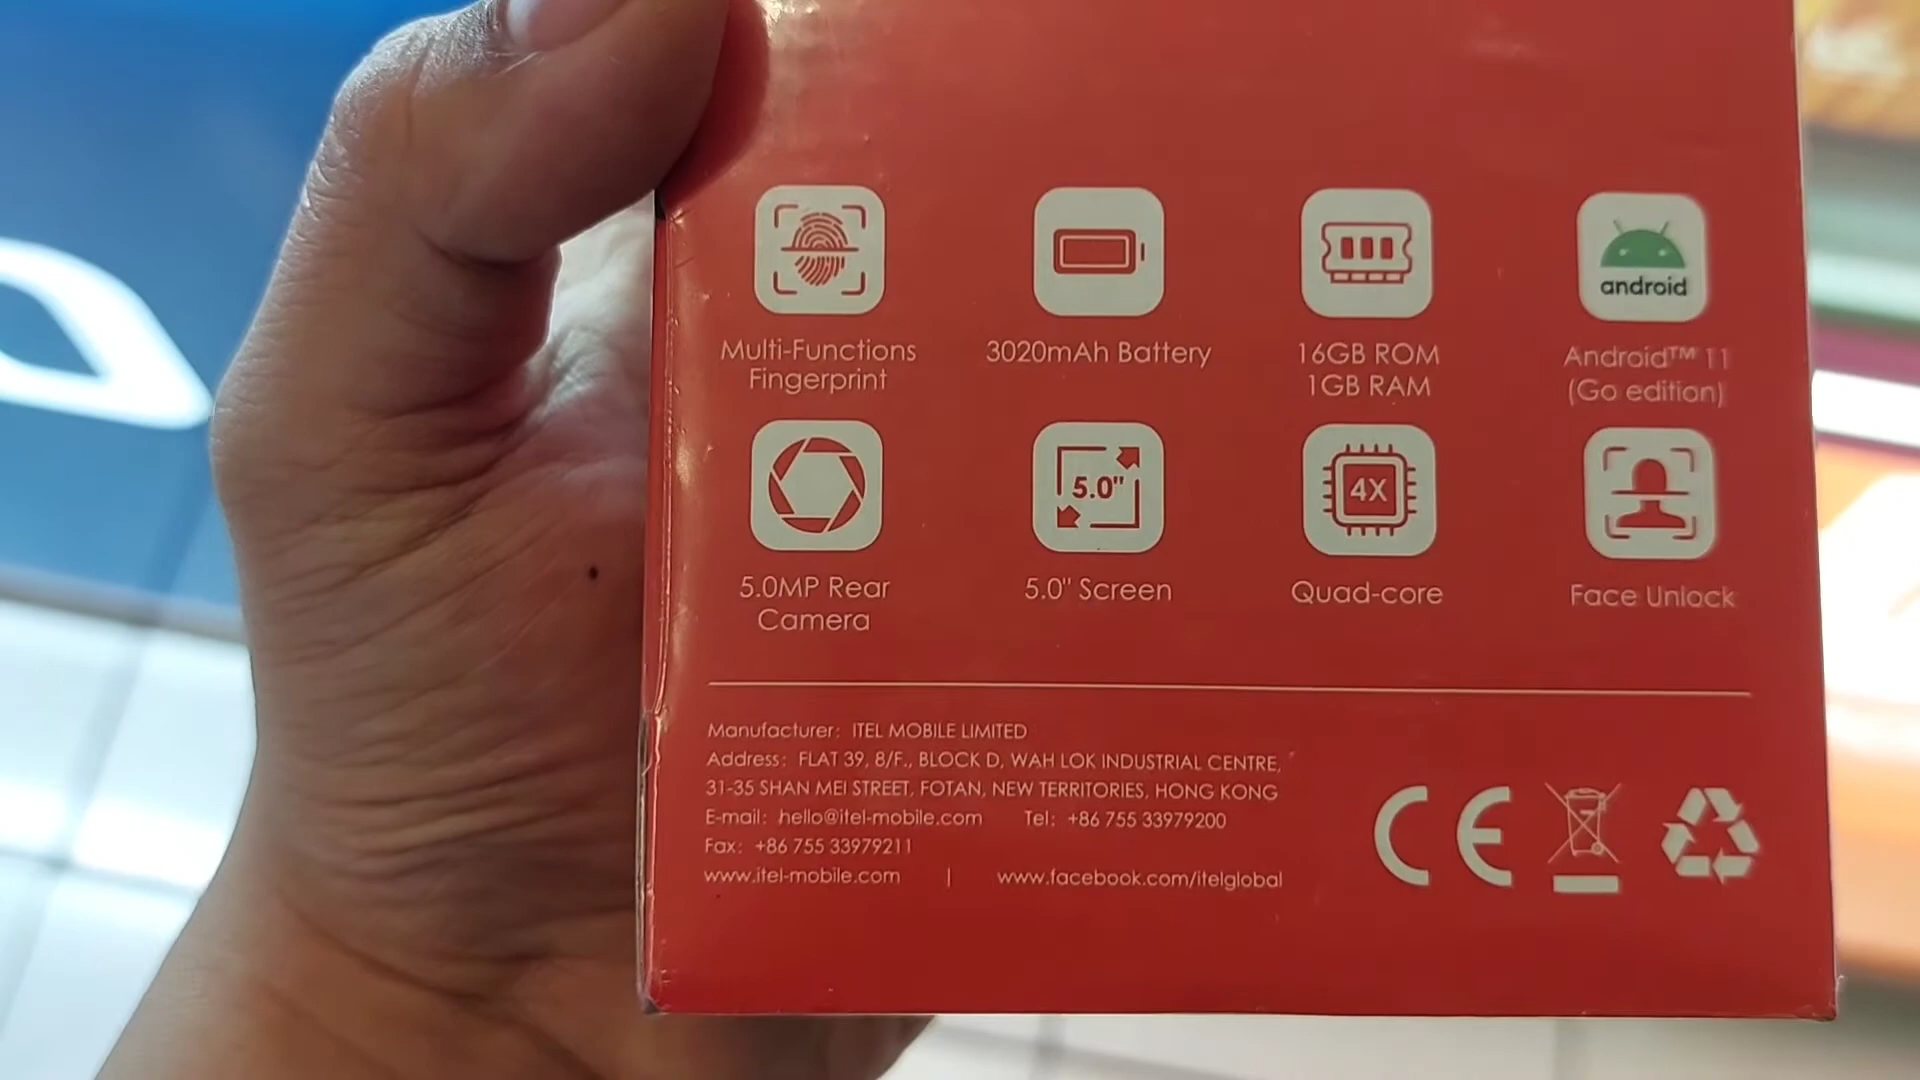 android
Multi-Functions
Fingerprint
3020mAh Battery
16GB ROM
1GB RAM
Android™ 11
(Go edition)
5.0"
4X
5.0MP Rear
Camera
5.0" Screen
Quad-core
Face Unlock
Manufacturer: ITEL MOBILE LIMITED
Address: FLAT 39, 8/F., BLOCK D, WAH LOK INDUSTRIAL CENTRE,
31-35 SHAN MEI STREET, FOTAN, NEW TERRITORIES, HONG KONG
E-mail: hello@itel-mobile.com Tel: +86 755 33979200
Fax: +86 755 33979211
www.itel-mobile.com | www.facebook.com/itelglobal
CE